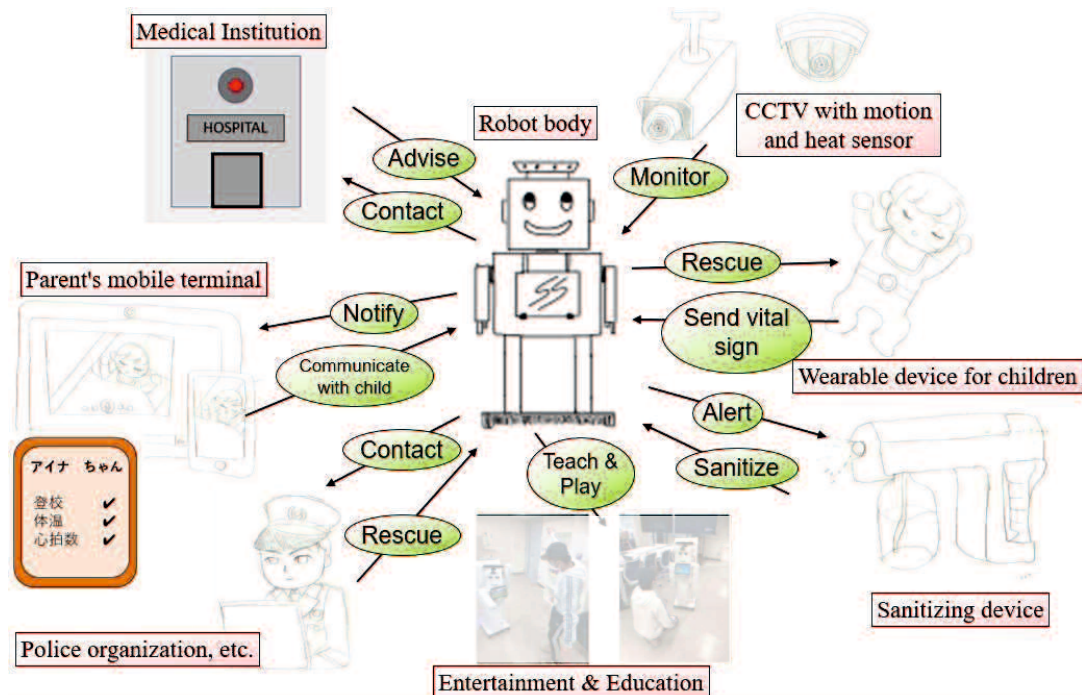 Medical Institution
HOSPITAL
Robot body
CCTV with motion
and heat sensor
Advise
Contact
Monitor
Rescue
Parent's mobile terminal
Notify
Send vital
sign
Communicate
with child
Wearable device for children
Alert
Contact
Teach &
Play
Sanitize
アイナ ちゃん
登校 ✔
体温 ✔
心拍数 ✔
Rescue
Sanitizing device
Police organization, etc.
Entertainment & Education